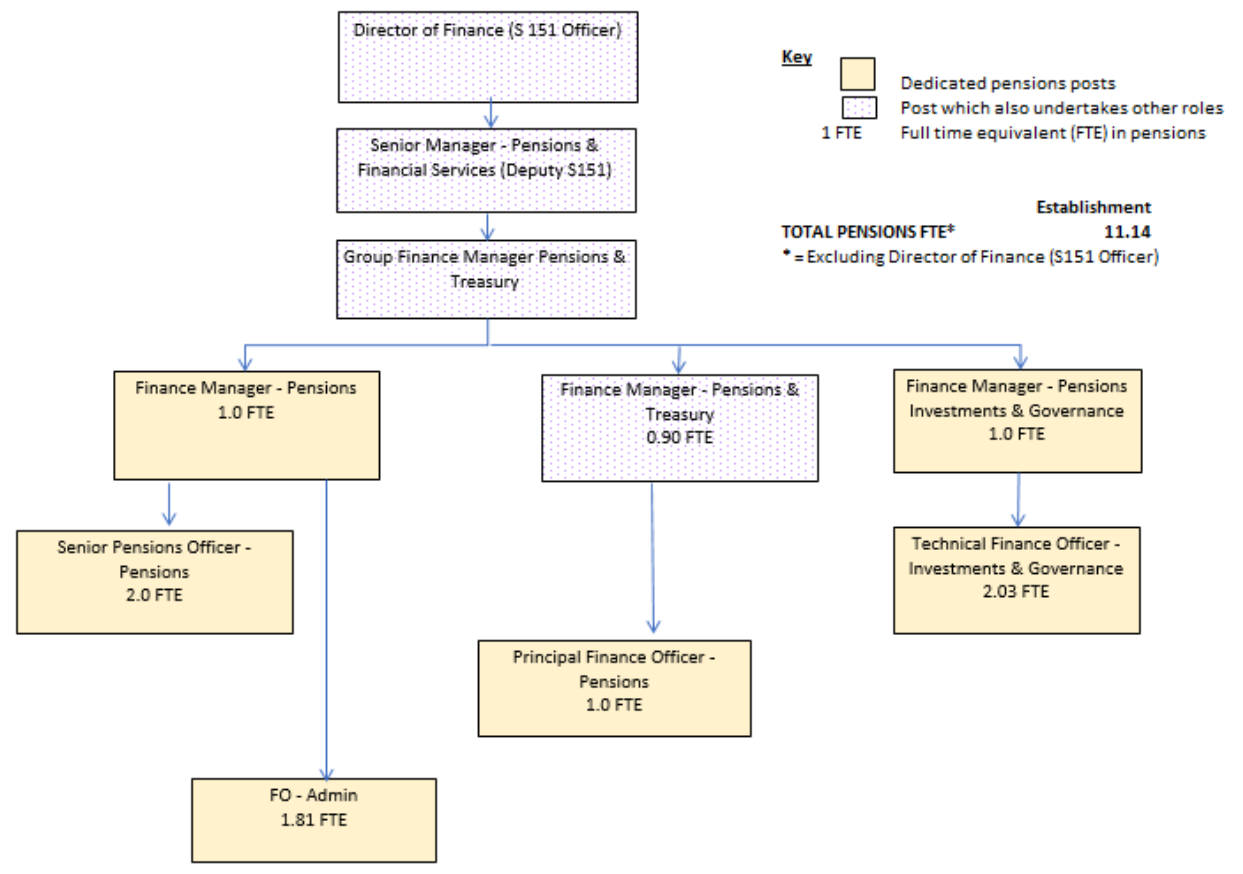 Director of Finance (S 151 Officer)
Key
Dedicated pensions posts
Post which also undertakes other roles
1 FTE Full time equivalent (FTE) in pensions
Senior Manager - Pensions &
Financial Services (Deputy S151)
Establishment
TOTAL PENSIONS FTE* 11.14
* = Excluding Director of Finance (S151 Officer)
Group Finance Manager Pensions &
Treasury
Finance Manager - Pensions
1.0 FTE
Finance Manager - Pensions &
Treasury
0.90 FTE
Finance Manager - Pensions
Investments & Governance
1.0 FTE
Senior Pensions Officer -
Pensions
2.0 FTE
Technical Finance Officer -
Investments & Governance
2.03 FTE
Principal Finance Officer -
Pensions
1.0 FTE
FO - Admin
1.81 FTE